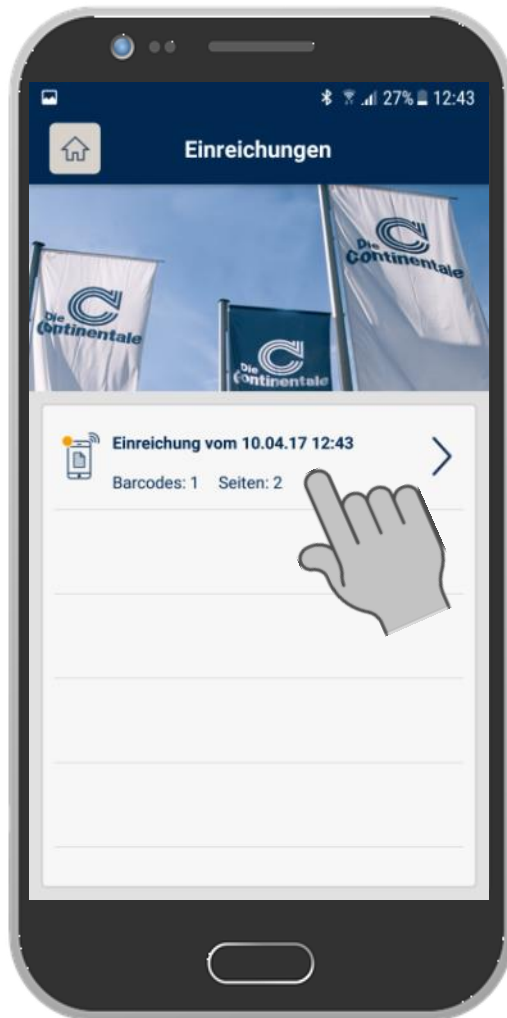 27% 12:43
Einreichungen
Die
Continentale
Die
Continentale
Die
Continentale
Einreichung vom 10.04.17 12:43
Barcodes: 1 Seiten: 2